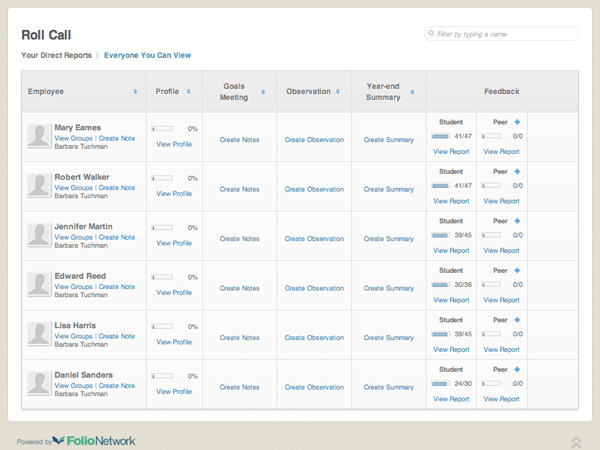 Roll Call
Filter by typing a name
Your Direct Reports | Everyone You Can View
Employee Profile Goals Meeting Observation Year-end Summary Feedback
Mary Eames
View Groups | Create Note
Barbara Tuchman
0%
View Profile
Create Notes
Create Observation
Create Summary
Student
41/47
View Report
Peer +
0/0
View Report
Robert Walker
View Groups | Create Note
Barbara Tuchman
0%
View Profile
Create Notes
Create Observation
Create Summary
Student
41/47
View Report
Peer +
0/0
View Report
Jennifer Martin
View Groups | Create Note
Barbara Tuchman
0%
View Profile
Create Notes
Create Observation
Create Summary
Student
39/45
View Report
Peer +
0/0
View Report
Edward Reed
View Groups | Create Note
Barbara Tuchman
0%
View Profile
Create Notes
Create Observation
Create Summary
Student
30/36
View Report
Peer +
0/0
View Report
Lisa Harris
View Groups | Create Note
Barbara Tuchman
0%
View Profile
Create Notes
Create Observation
Create Summary
Student
39/45
View Report
Peer +
0/0
View Report
Daniel Sanders
View Groups | Create Note
Barbara Tuchman
0%
View Profile
Create Notes
Create Observation
Create Summary
Student
24/30
View Report
Peer +
0/0
View Report
Powered by FolioNetwork